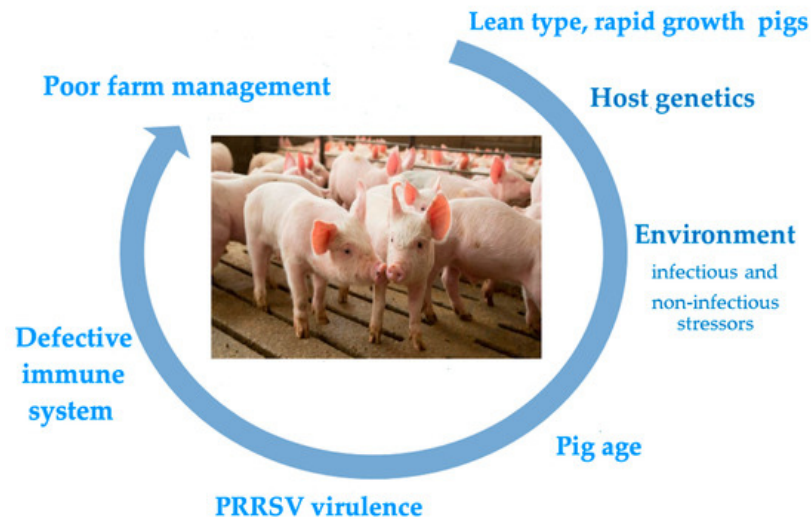 Lean type, rapid growth pigs
Host genetics
Environment
infectious and
non-infectious
stressors
Pig age
PRRSV virulence
Defective
immune
system
Poor farm management